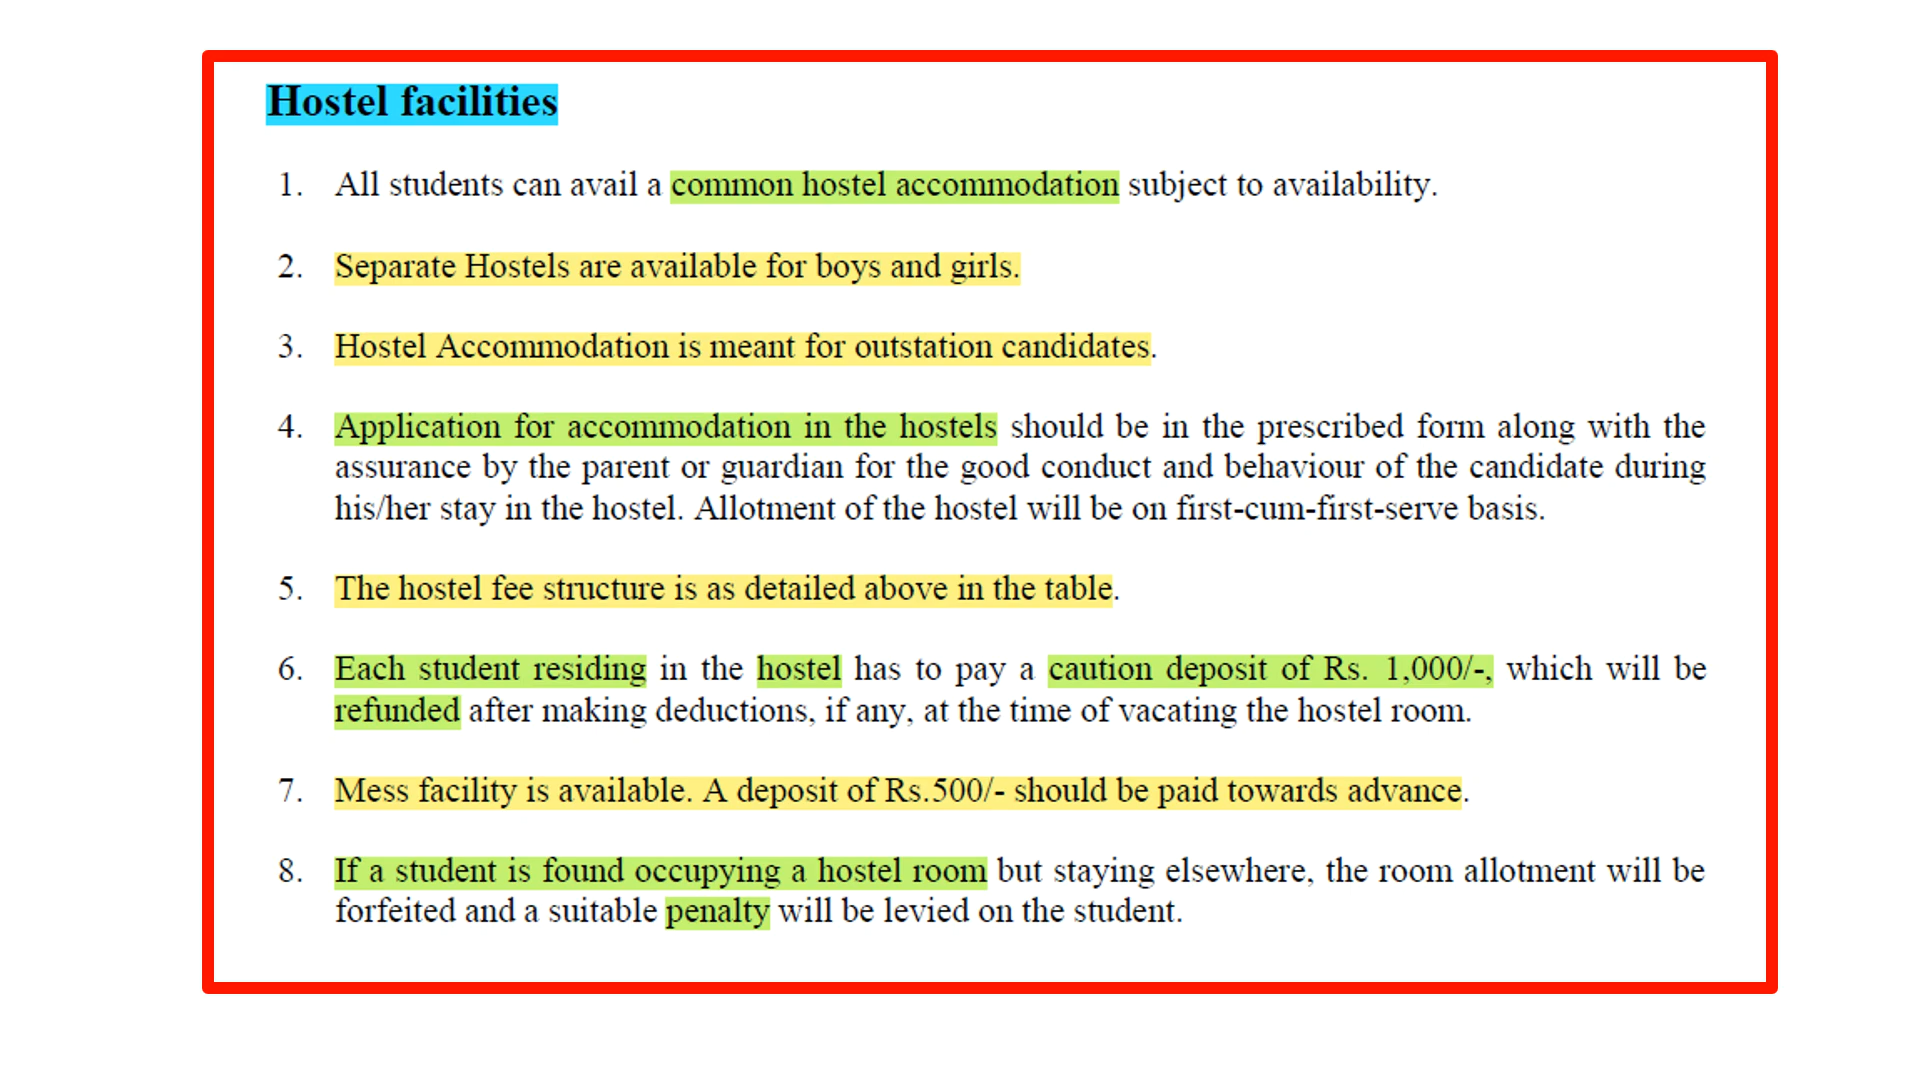 Hostel facilities
1. All students can avail a common hostel accommodation subject to availability.
2. Separate Hostels are available for boys and girls.
3. Hostel Accommodation is meant for outstation candidates.
4. Application for accommodation in the hostels should be in the prescribed form along with the
assurance by the parent or guardian for the good conduct and behaviour of the candidate during
his/her stay in the hostel. Allotment of the hostel will be on first-cum-first-serve basis.
5. The hostel fee structure is as detailed above in the table.
6. Each student residing in the hostel has to pay a caution deposit of Rs. 1,000/-, which will be
refunded after making deductions, if any, at the time of vacating the hostel room.
7. Mess facility is available. A deposit of Rs.500/- should be paid towards advance.
8. If a student is found occupying a hostel room but staying elsewhere, the room allotment will be
forfeited and a suitable penalty will be levied on the student.